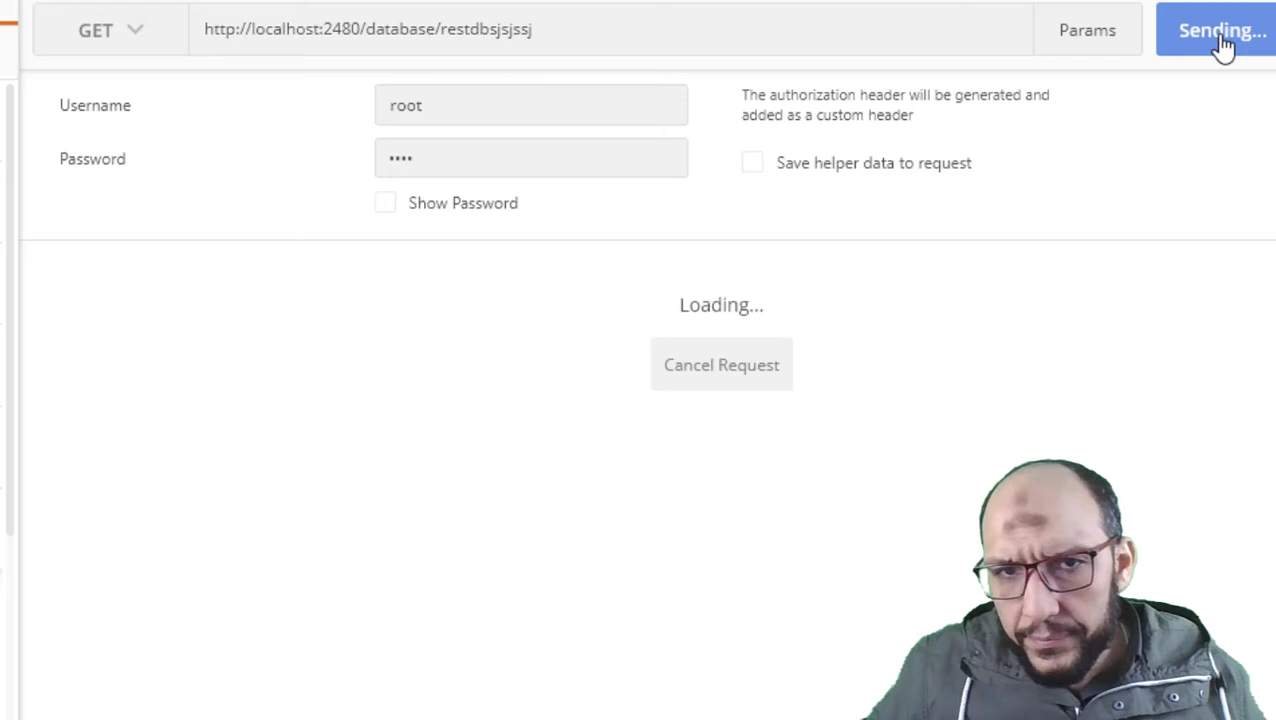 GET http://localhost:2480/database/restdbsjsjssj Params Sending...
Username root
Password ••••
Show Password
The authorization header will be generated and
added as a custom header
Save helper data to request
Loading...
Cancel Request